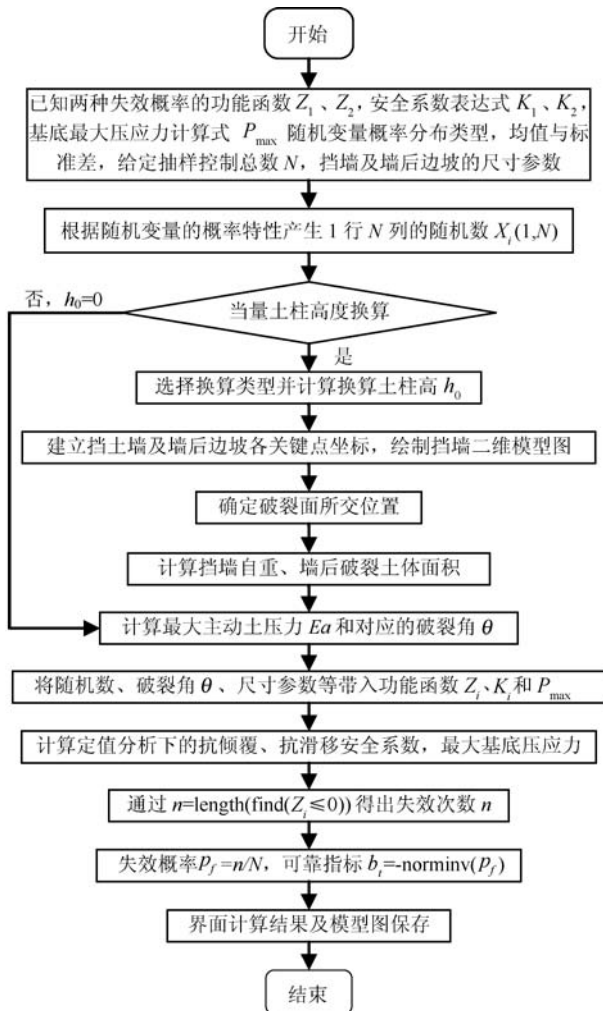 开始
已知两种失效概率的功能函数 Z₁、Z₂，安全系数表达式 K₁、K₂，
基底最大压应力计算式 Pmax 随机变量概率分布类型，均值与标
准差，给定抽样控制总数 N，挡墙及墙后边坡的尺寸参数
根据随机变量的概率特性产生 1 行 N 列的随机数 Xᵢ(1,N)
否，h₀=0
当量土柱高度换算
是
选择换算类型并计算换算土柱高 h₀
建立挡土墙及墙后边坡各关键点坐标，绘制挡墙二维模型图
确定破裂面所交位置
计算挡墙自重、墙后破裂土体面积
计算最大主动土压力 Ea 和对应的破裂角 θ
将随机数、破裂角 θ 、尺寸参数等带入功能函数 Zᵢ、Kᵢ 和 Pmax
计算定值分析下的抗倾覆、抗滑移安全系数，最大基底压应力
通过 n=length(find(Zᵢ≤0)) 得出失效次数 n
失效概率 p_f =n/N，可靠指标 bₜ=-norminv(p_f)
界面计算结果及模型图保存
结束